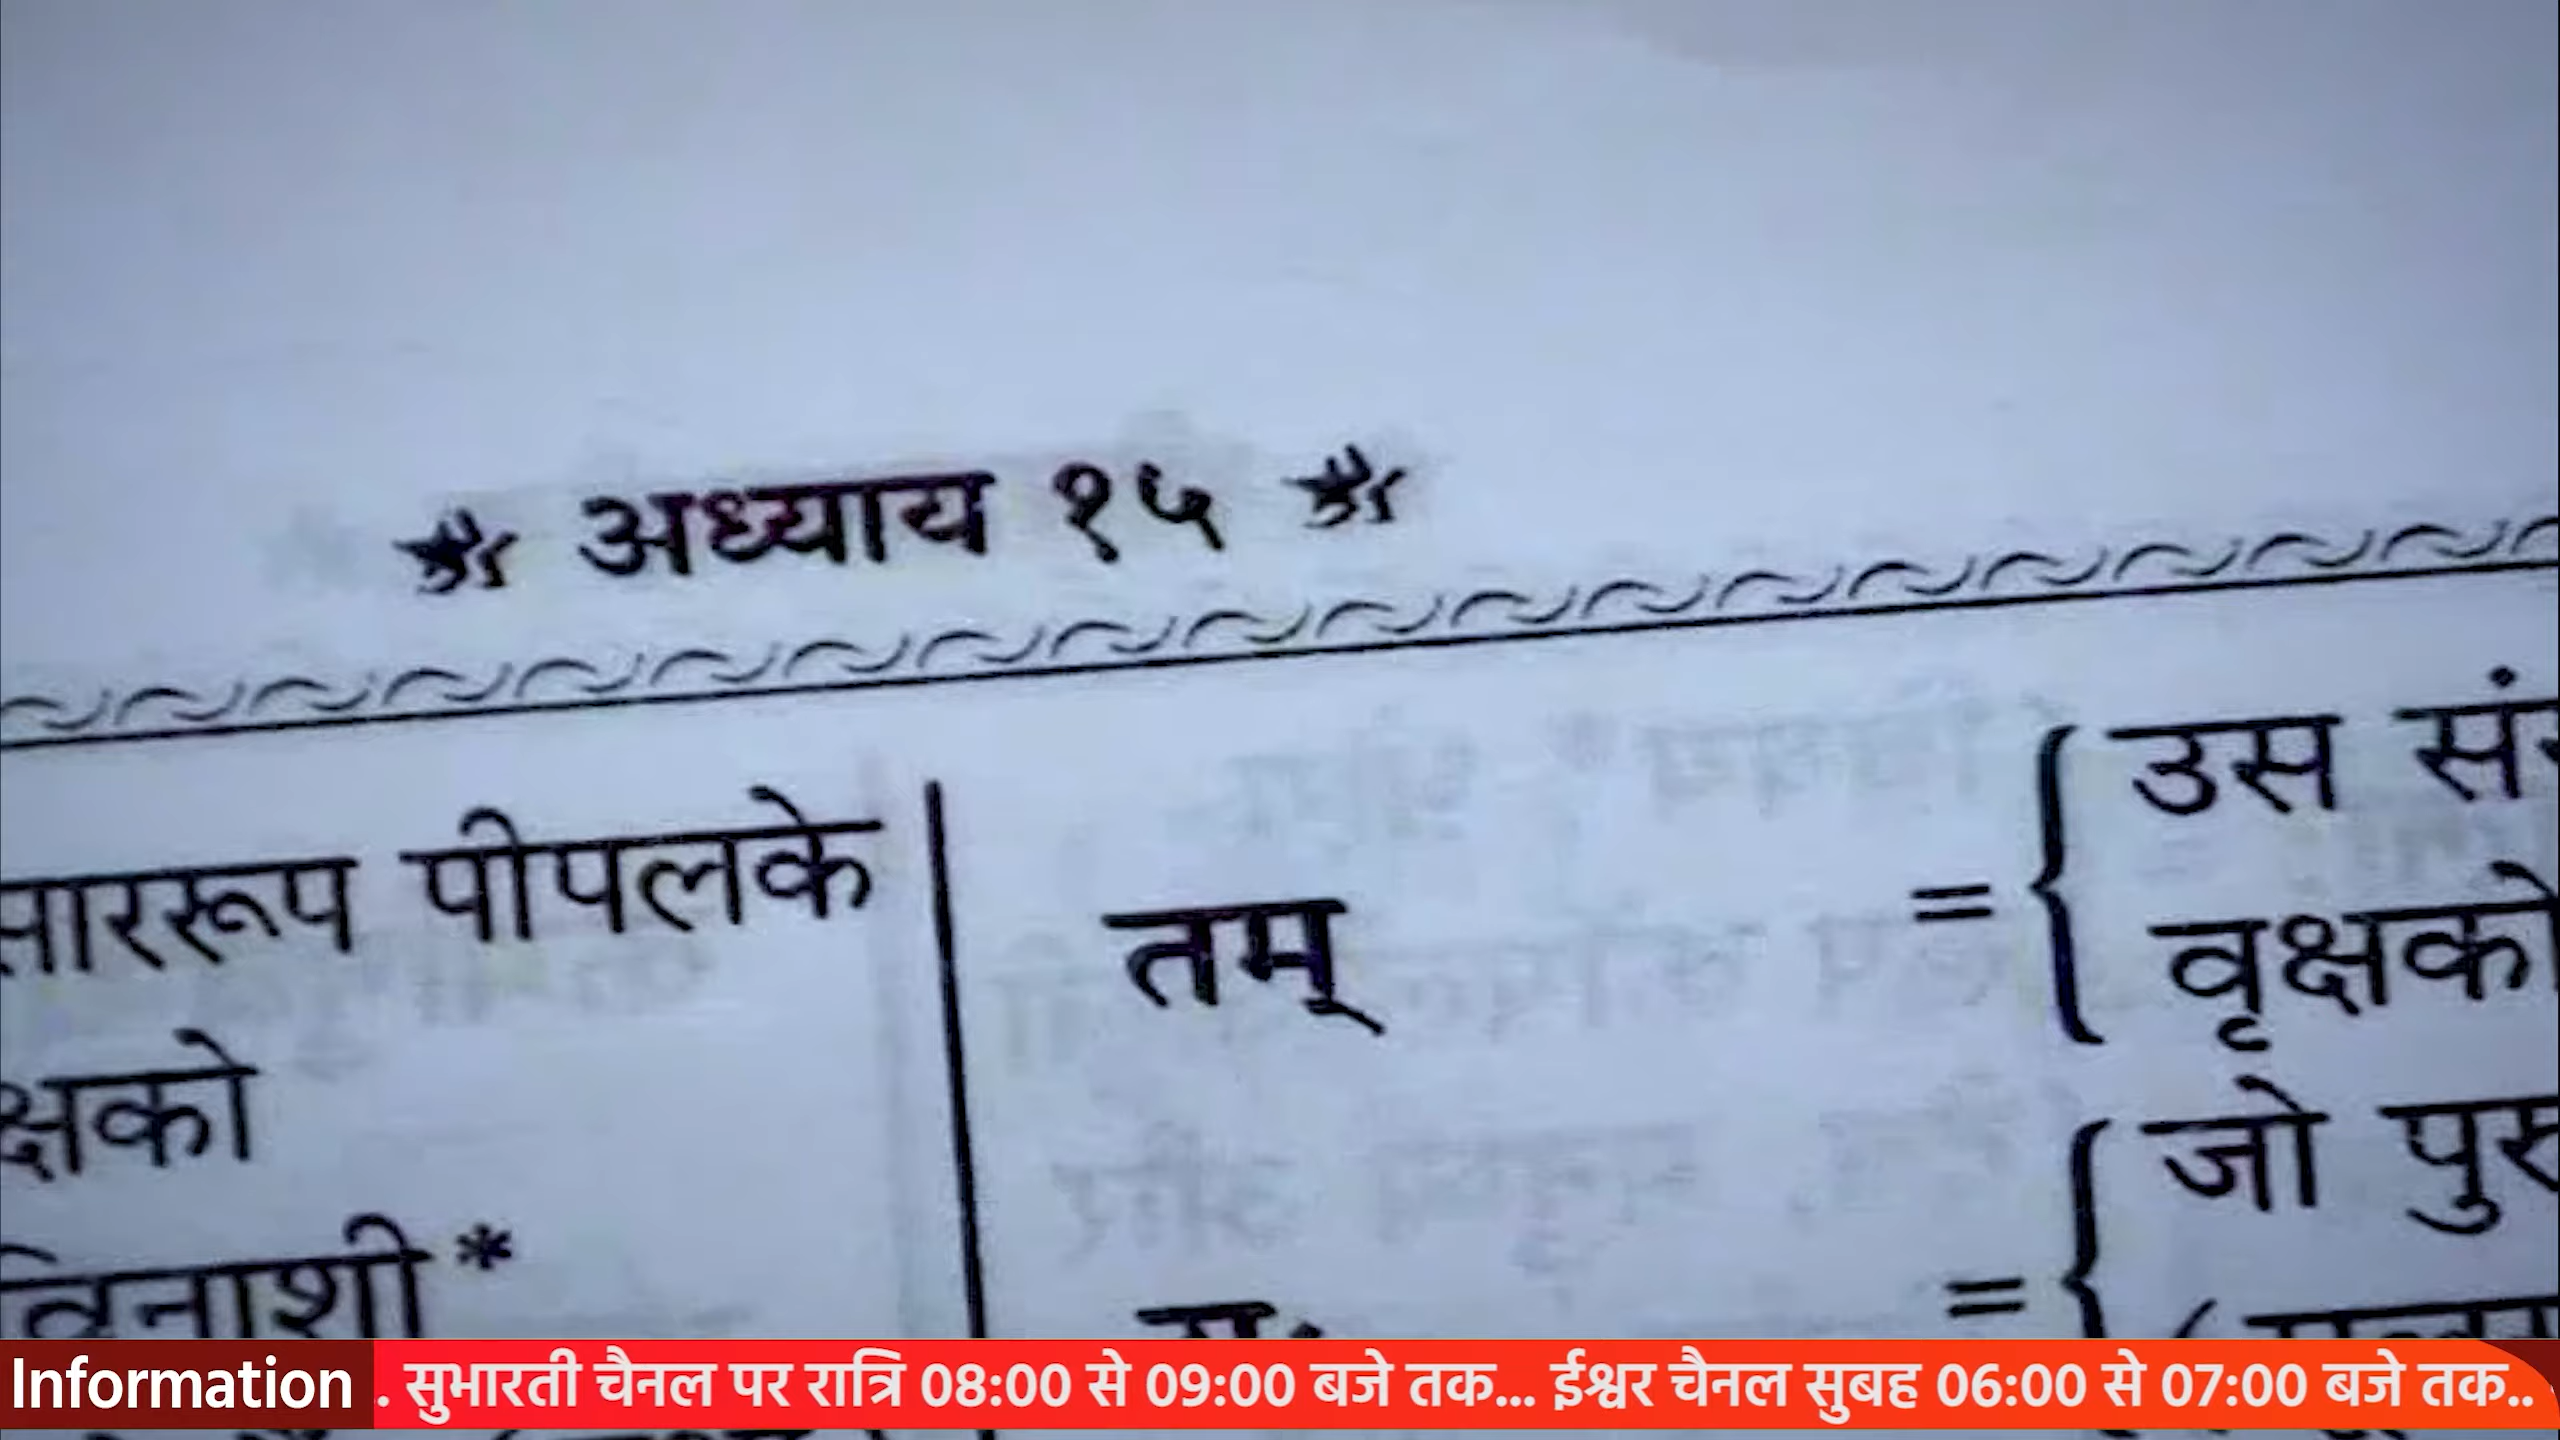 * अध्याय १५ *
साररूप पीपलके
क्षको
विनाशी*
तम् = { उस
वृक्षको
= { जो
Information
. सुभारती चैनल पर रात्रि 08:00 से 09:00 बजे तक... ईश्वर चैनल सुबह 06:00 से 07:00 बजे तक..